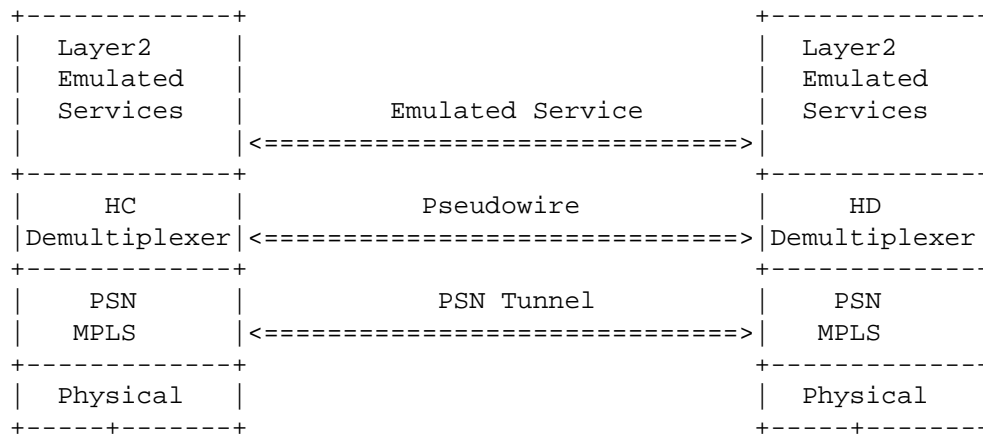 +-------------+                              +-------------
|  Layer2     |                              |  Layer2
|  Emulated   |                              |  Emulated
|  Services   |         Emulated Service     |  Services
|             |<============================>|
+-------------+                              +-------------
|     HC      |           Pseudowire         |     HD
|Demultiplexer|<============================>|Demultiplexer
+-------------+                              +-------------
|    PSN      |            PSN Tunnel        |    PSN
|   MPLS      |<============================>|   MPLS
+-------------+                              +-------------
|  Physical   |                              |  Physical
+-----+-------+                              +-----+-------